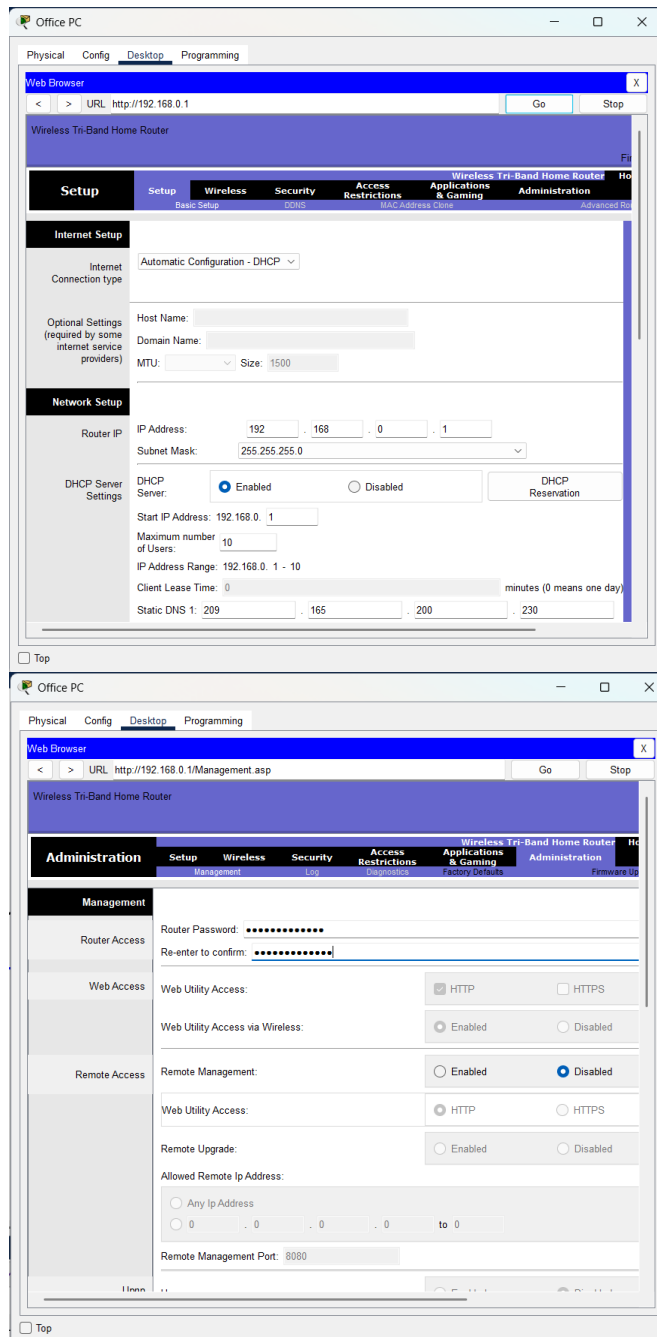 Office PC
Physical Config Desktop Programming
Web Browser X
< > URL http://192.168.0.1 Go Stop
Wireless Tri-Band Home Router
Fir
Wireless Tri-Band Home Router Ho
Setup Setup Wireless Security Access Restrictions Applications & Gaming Administration
Basic Setup DDNS MAC Address Clone Advanced Rou
Internet Setup
Internet Connection type Automatic Configuration - DHCP
Optional Settings (required by some internet service providers)
Host Name:
Domain Name:
MTU: Size: 1500
Network Setup
Router IP IP Address: 192 . 168 . 0 . 1
Subnet Mask: 255.255.255.0
DHCP Server Settings DHCP Server: Enabled Disabled DHCP Reservation
Start IP Address: 192.168.0. 1
Maximum number of Users: 10
IP Address Range: 192.168.0. 1 - 10
Client Lease Time: 0 minutes (0 means one day)
Static DNS 1: 209 . 165 . 200 . 230
Top
Office PC
Physical Config Desktop Programming
Web Browser X
< > URL http://192.168.0.1/Management.asp Go Stop
Wireless Tri-Band Home Router
Wireless Tri-Band Home Router Ho
Administration Setup Wireless Security Access Restrictions Applications & Gaming Administration
Management Log Diagnostics Factory Defaults Firmware Up
Management
Router Access Router Password: •••••••••••••
Re-enter to confirm: •••••••••••••
Web Access Web Utility Access: HTTP HTTPS
Web Utility Access via Wireless: Enabled Disabled
Remote Access Remote Management: Enabled Disabled
Web Utility Access: HTTP HTTPS
Remote Upgrade: Enabled Disabled
Allowed Remote Ip Address:
Any Ip Address
0 . 0 . 0 . 0 to 0
Remote Management Port: 8080
Top